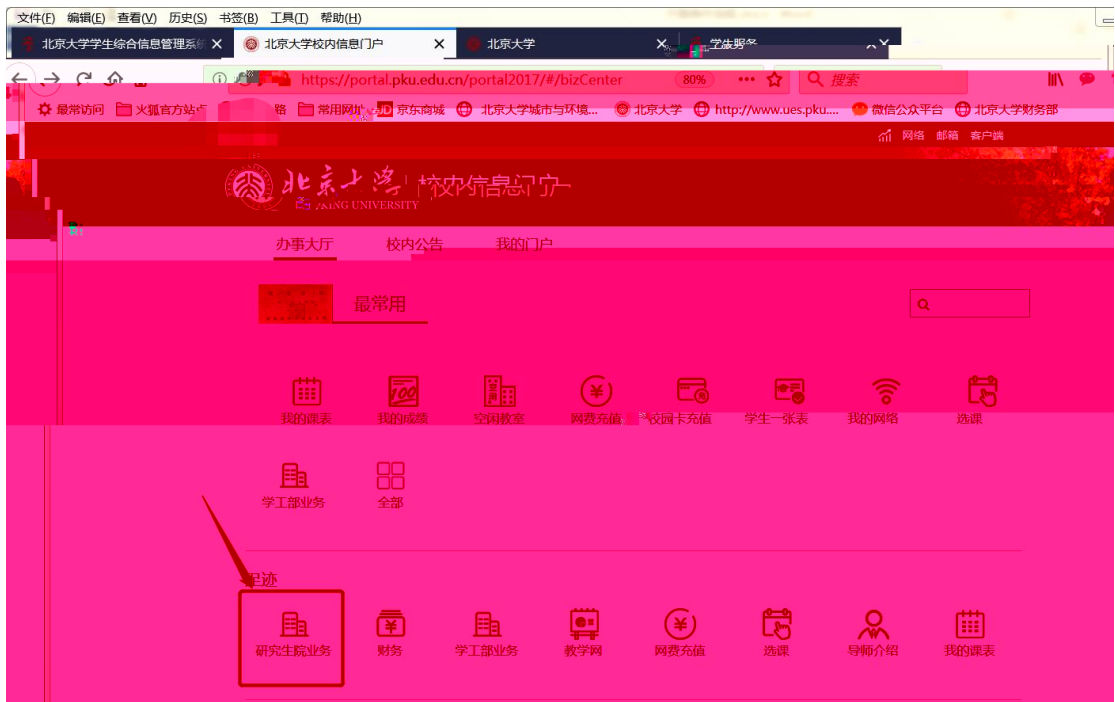 文件(F) 编辑(E) 查看(V) 历史(S) 书签(B) 工具(T) 帮助(H)
北京大学学生综合信息管理系统 × 北京大学校内信息门户 × 北京大学 ×
https://portal.pku.edu.cn/portal2017/#/bizCenter 80% ••• 搜索
最常访问 火狐官方站点 常用网址 JD 京东商城 北京大学城市与环境... 北京大学 http://www.ues.pku.... 微信公众平台 北京大学财务部
网络 邮箱 客户端
北京大学 校内信息门户
UNIVERSITY
办事大厅 校内公告 我的门户
最常用
我的课表 我的成绩 空闲教室 网费充值 校园卡充值 学生一张表 我的网络 选课
学工部业务 全部
足迹
研究生院业务 财务 学工部业务 教学网 网费充值 选课 导师介绍 我的课表